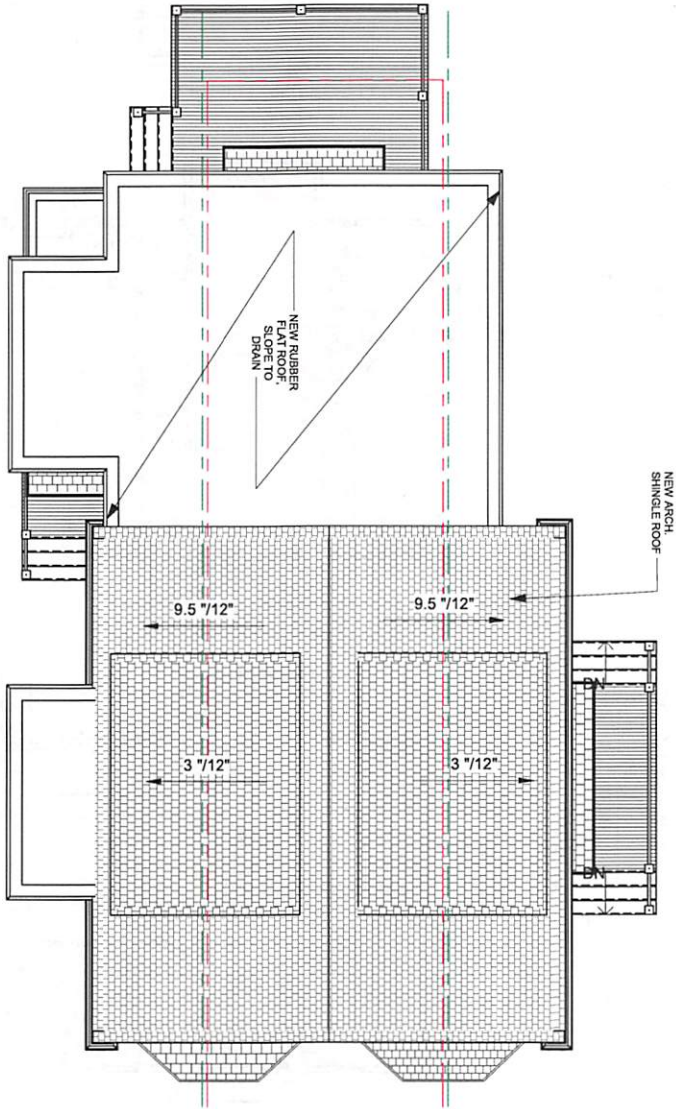 NEW RUBBER
FLAT ROOF,
SLOPE TO
DRAIN
NEW ARCH.
SHINGLE ROOF
9.5 "/12"
9.5 "/12"
DN
3 "/12"
3 "/12"
DN